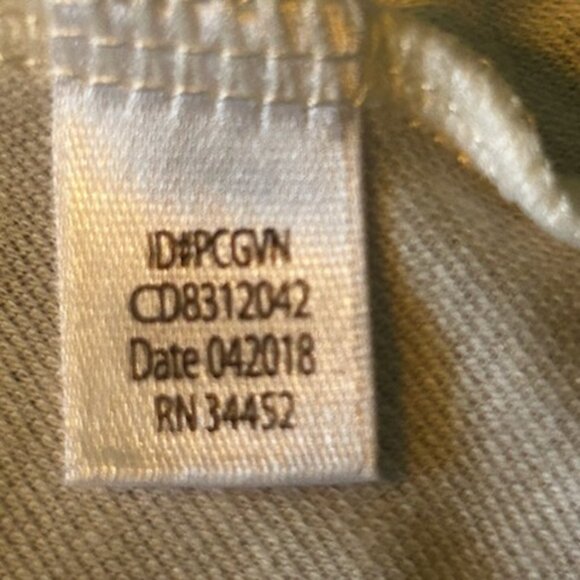 ID#PCGVN
CD8312042
Date 042018
RN 34452